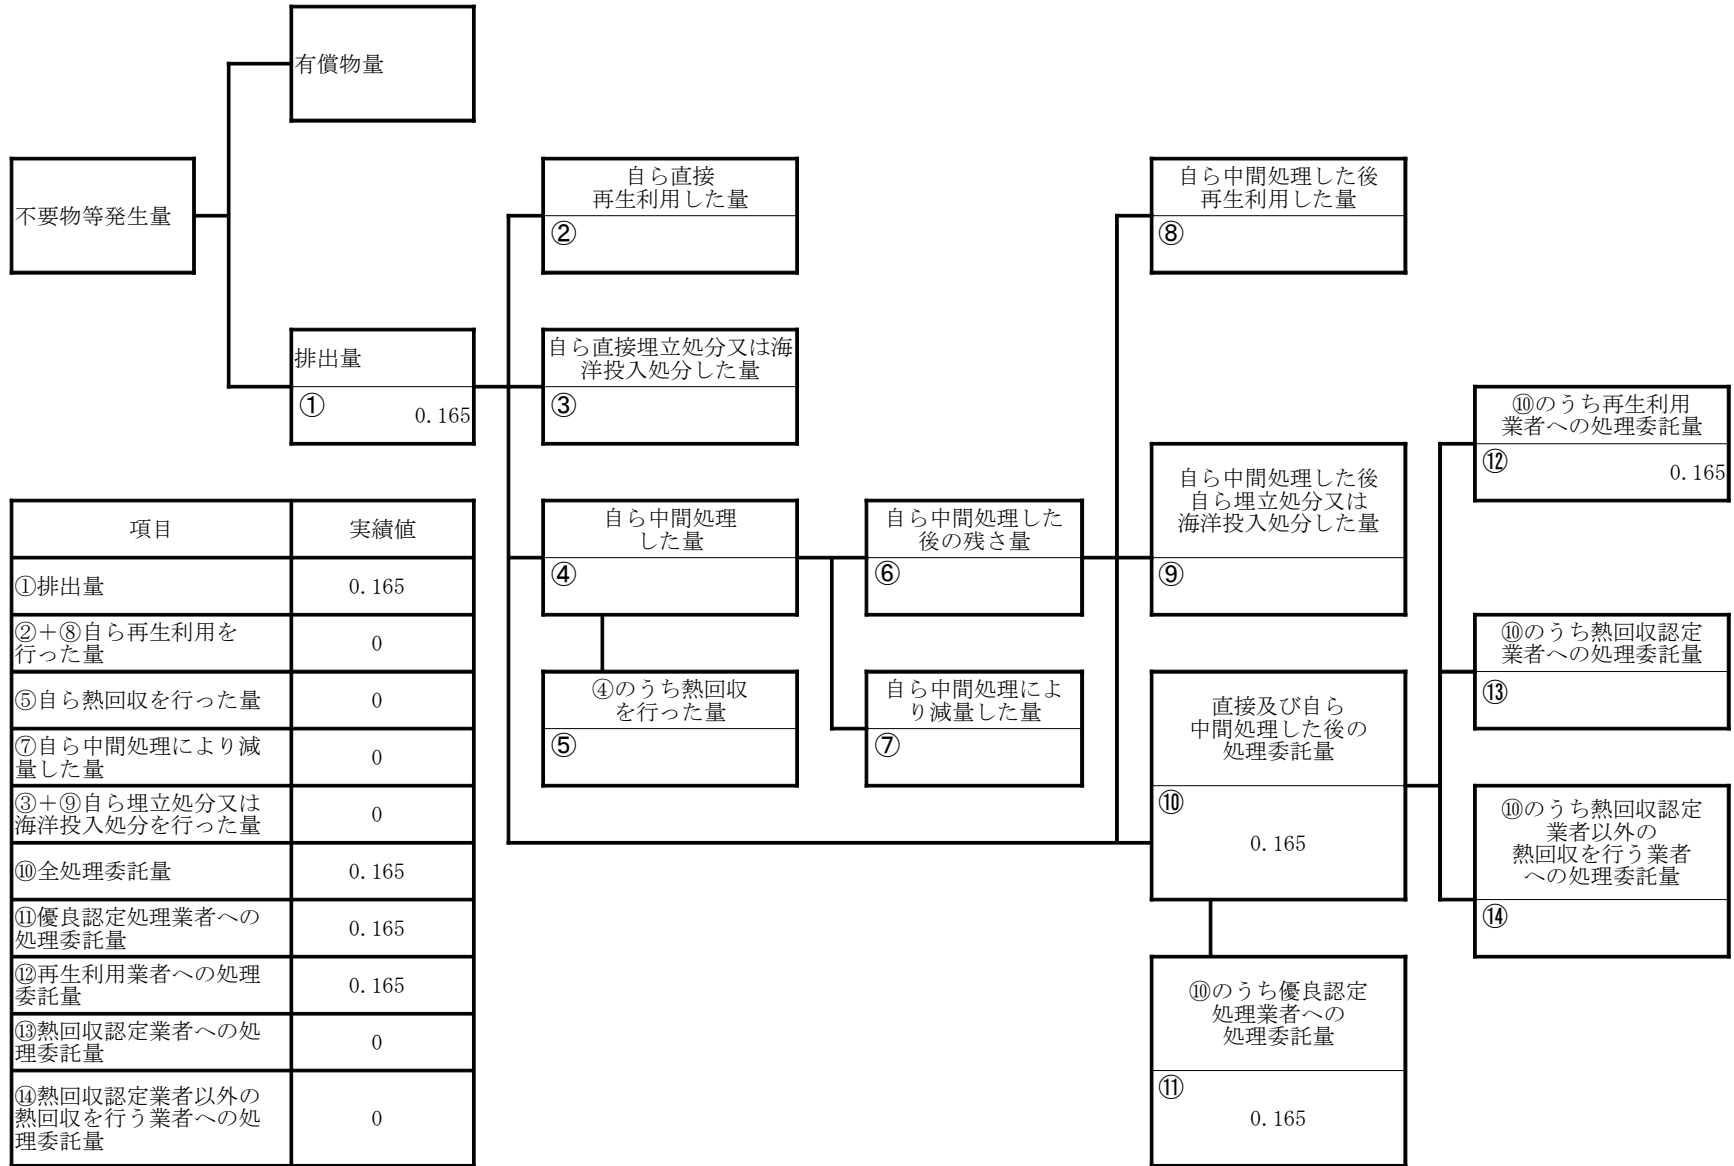 有償物量
不要物等発生量
排出量
①
0.165
自ら直接
再生利用した量
②
自ら直接埋立処分又は海
洋投入処分した量
③
自ら中間処理
した量
④
④のうち熱回収
を行った量
⑤
自ら中間処理した
後の残さ量
⑥
自ら中間処理によ
り減量した量
⑦
自ら中間処理した後
再生利用した量
⑧
自ら中間処理した後
自ら埋立処分又は
海洋投入処分した量
⑨
直接及び自ら
中間処理した後の
処理委託量
⑩
0.165
⑩のうち優良認定
処理業者への
処理委託量
⑪
0.165
⑩のうち再生利用
業者への処理委託量
⑫
0.165
⑩のうち熱回収認定
業者への処理委託量
⑬
⑩のうち熱回収認定
業者以外の
熱回収を行う業者
への処理委託量
⑭
項目 実績値
①排出量 0.165
②+⑧自ら再生利用を
行った量
0
⑤自ら熱回収を行った量 0
⑦自ら中間処理により減
量した量
0
③+⑨自ら埋立処分又は
海洋投入処分を行った量
0
⑩全処理委託量 0.165
⑪優良認定処理業者への
処理委託量
0.165
⑫再生利用業者への処理
委託量
0.165
⑬熱回収認定業者への処
理委託量
0
⑭熱回収認定業者以外の
熱回収を行う業者への処
理委託量
0